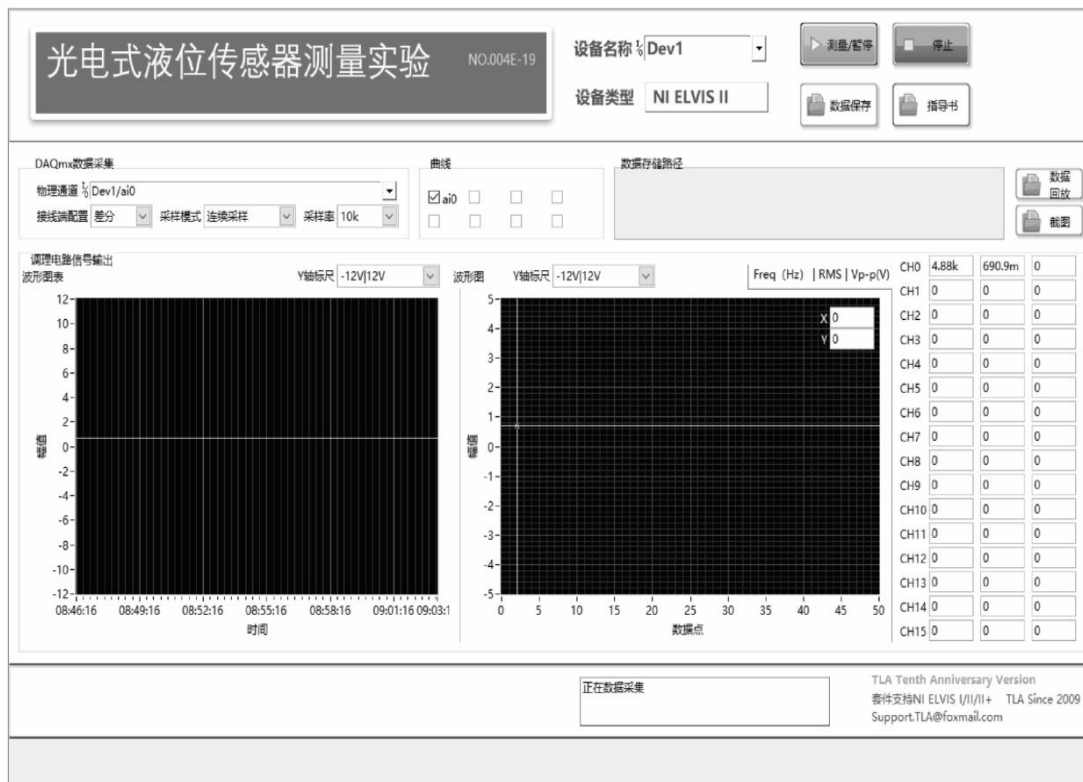 光电式液位传感器测量实验 NO.004E-19
设备名称 Dev1
设备类型 NI ELVIS II
测量/暂停 停止
数据保存 指导书
DAQmx数据采集
物理通道 Dev1/ai0
接线端配置 差分 采样模式 连续采样 采样率 10k
曲线
ai0
数据存储路径
数据
回放
截图
调理电路信号输出
波形图表 Y轴标尺 -12V|12V
12
10
8
6
4
2
0
-2
-4
-6
-8
-10
-12
幅值
08:46:16 08:49:16 08:52:16 08:55:16 08:58:16 09:01:16 09:03:1
时间
波形图 Y轴标尺 -12V|12V
X 0
Y 0
5
4
3
2
1
0
-1
-2
-3
-4
-5
幅值
0 5 10 15 20 25 30 35 40 45 50
数据点
Freq (Hz) | RMS | Vp-p(V)
CH0 4.88k 690.9m 0
CH1 0 0 0
CH2 0 0 0
CH3 0 0 0
CH4 0 0 0
CH5 0 0 0
CH6 0 0 0
CH7 0 0 0
CH8 0 0 0
CH9 0 0 0
CH10 0 0 0
CH11 0 0 0
CH12 0 0 0
CH13 0 0 0
CH14 0 0 0
CH15 0 0 0
正在数据采集
TLA Tenth Anniversary Version
套件支持NI ELVIS I/II/II+ TLA Since 2009
Support.TLA@foxmail.com